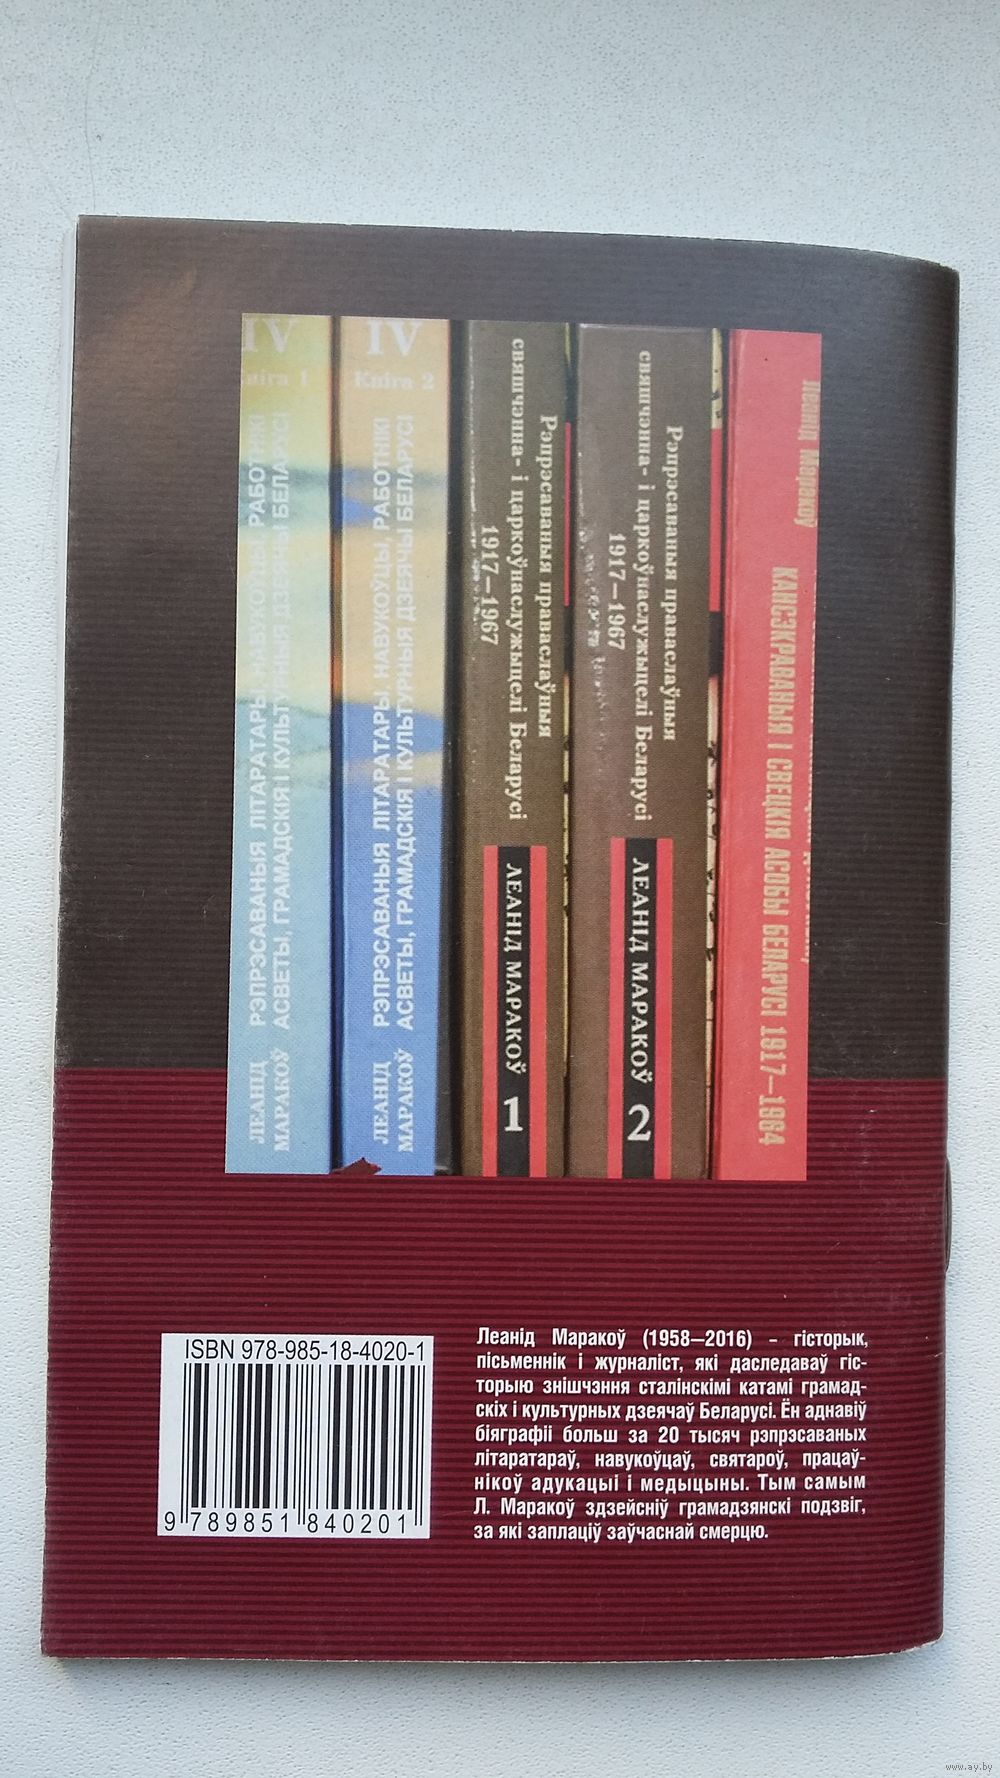 IV
Кніга 1
РЭПРЭСАВАНЫЯ ЛІТАРАТАРЫ, НАВУКОЎЦЫ, РАБОТНІКІ
АСВЕТЫ, ГРАМАДСКІЯ І КУЛЬТУРНЫЯ ДЗЕЯЧЫ БЕЛАРУСІ
ЛЕАНІД
МАРАКОЎ
IV
Кніга 2
РЭПРЭСАВАНЫЯ ЛІТАРАТАРЫ, НАВУКОЎЦЫ, РАБОТНІКІ
АСВЕТЫ, ГРАМАДСКІЯ І КУЛЬТУРНЫЯ ДЗЕЯЧЫ БЕЛАРУСІ
ЛЕАНІД
МАРАКОЎ
Рэпрэсаваныя праваслаўныя
свяшчэнна- і царкоўнаслужыцелі Беларусі
1917—1967
ЛЕАНІД МАРАКОЎ
1
Рэпрэсаваныя праваслаўныя
свяшчэнна- і царкоўнаслужыцелі Беларусі
1917—1967
ЛЕАНІД МАРАКОЎ
2
Леанід Маракоў
КАНСЭКРАВАНЫЯ І СВЕЦКІЯ АСОБЫ БЕЛАРУСІ 1917—1964
ISBN 978-985-18-4020-1
9 789851 840201
Леанід Маракоў (1958—2016) - гісторык,
пісьменнік і журналіст, які даследаваў гіс-
торыю знішчэння сталінскімі катамі грамад-
скіх і культурных дзеячаў Беларусі. Ён аднавіў
біяграфіі больш за 20 тысяч рэпрэсаваных
літаратараў, навукоўцаў, святароў, працаў-
нікоў адукацыі і медыцыны. Тым самым
Л. Маракоў здзейсніў грамадзянскі подзвіг,
за які заплаціў заўчаснай смерцю.
www.ay.by